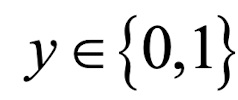 y ∈ {0,1}